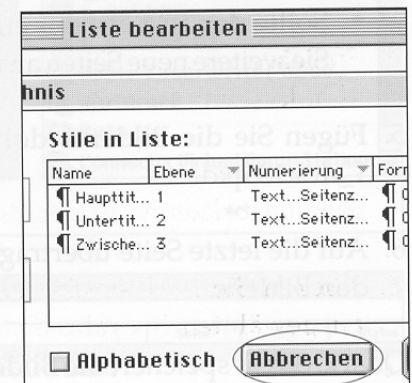 Liste bearbeiten
hnis
Stile in Liste:
Name Ebene Numerierung Forr
¶ Haupttit... 1 Text...Seitenz... ¶
¶ Untertit... 2 Text...Seitenz... ¶
¶ Zwische... 3 Text...Seitenz... ¶
Alphabetisch Abbrechen